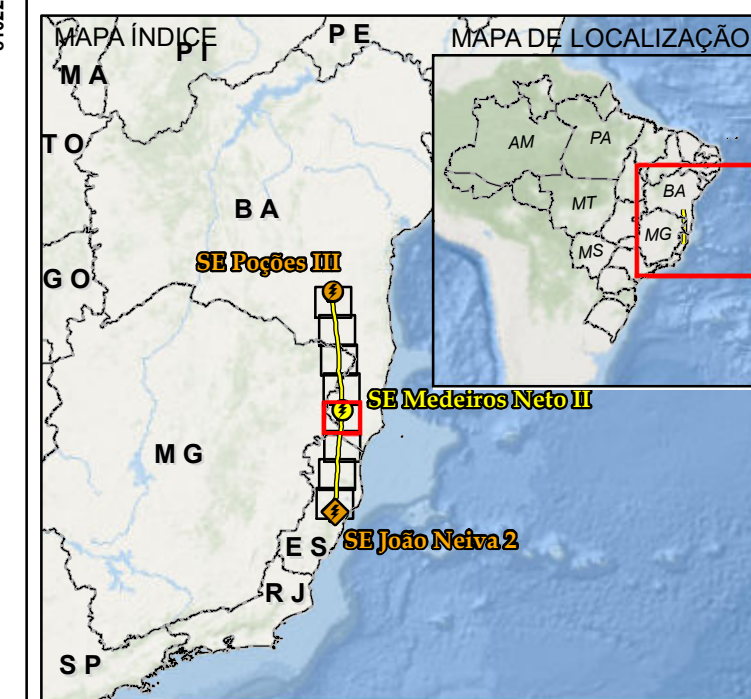 MAPA ÍNDICE
MAPA DE LOCALIZAÇÃO
PI
PE
MA
TO
BA
GO
SE Poções III
SE Medeiros Neto II
MG
SE João Neiva 2
ES
RJ
SP
AM
PA
MT
BA
MG
MS